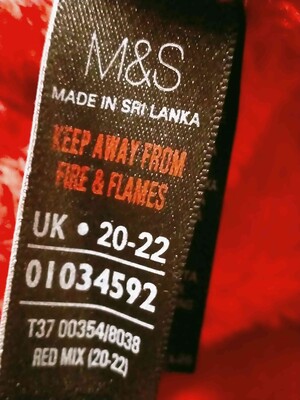 M&S
MADE IN SRI LANKA
KEEP AWAY FROM
FIRE & FLAMES
UK • 20-22
01034592
T37 00354/8038
RED MIX (20-22)